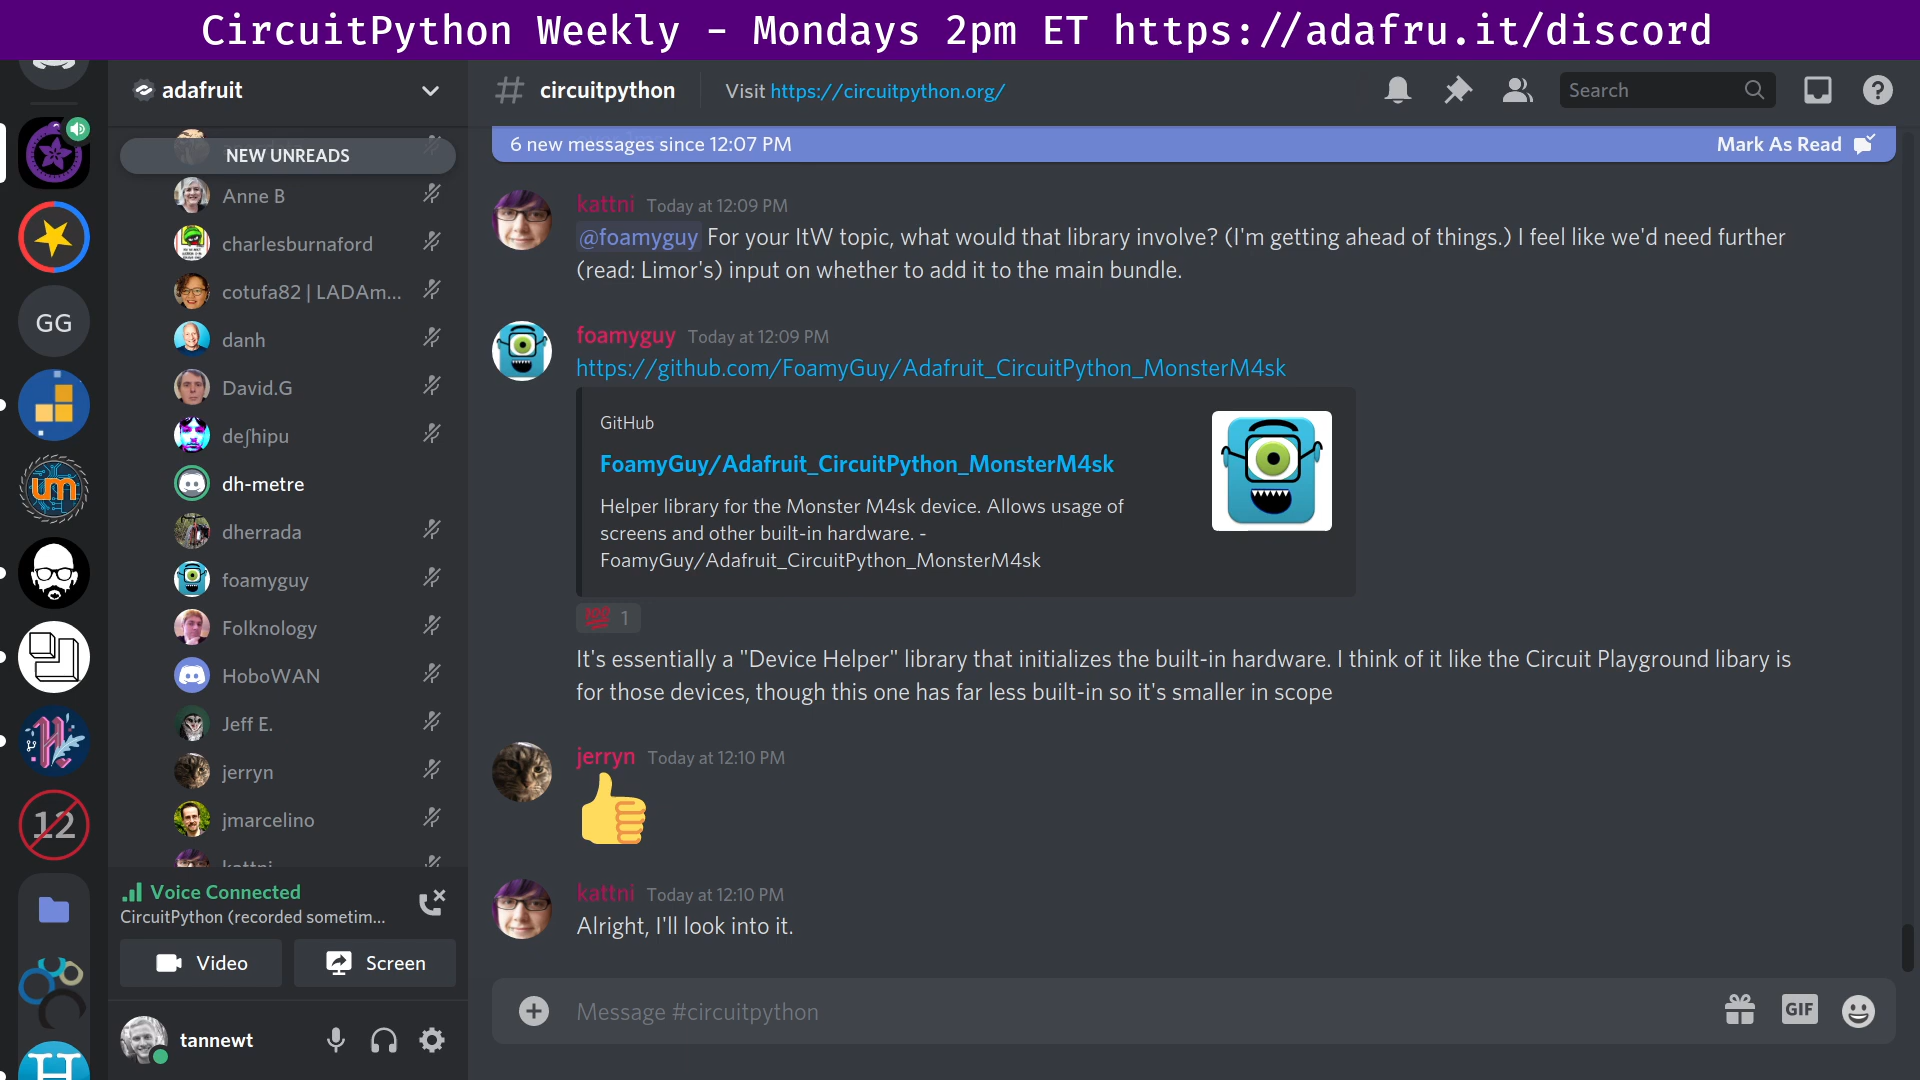 CircuitPython Weekly – Mondays 2pm ET https://adafru.it/discord
adafruit
circuitpython
Visit https://circuitpython.org/
Search
NEW UNREADS
6 new messages since 12:07 PM
Mark As Read
Anne B
charlesburnaford
cotufa82 | LADAm...
danh
David.G
deʃhipu
dh-metre
dherrada
foamyguy
Folknology
HoboWAN
Jeff E.
jerryn
jmarcelino
kattni
GG
um
12
Voice Connected
CircuitPython (recorded sometim...
Video
Screen
tannewt
kattni Today at 12:09 PM
@foamyguy For your ItW topic, what would that library involve? (I'm getting ahead of things.) I feel like we'd need further
(read: Limor's) input on whether to add it to the main bundle.
foamyguy Today at 12:09 PM
https://github.com/FoamyGuy/Adafruit_CircuitPython_MonsterM4sk
GitHub
FoamyGuy/Adafruit_CircuitPython_MonsterM4sk
Helper library for the Monster M4sk device. Allows usage of
screens and other built-in hardware. -
FoamyGuy/Adafruit_CircuitPython_MonsterM4sk
100 1
It's essentially a "Device Helper" library that initializes the built-in hardware. I think of it like the Circuit Playground libary is
for those devices, though this one has far less built-in so it's smaller in scope
jerryn Today at 12:10 PM
kattni Today at 12:10 PM
Alright, I'll look into it.
Message #circuitpython
GIF